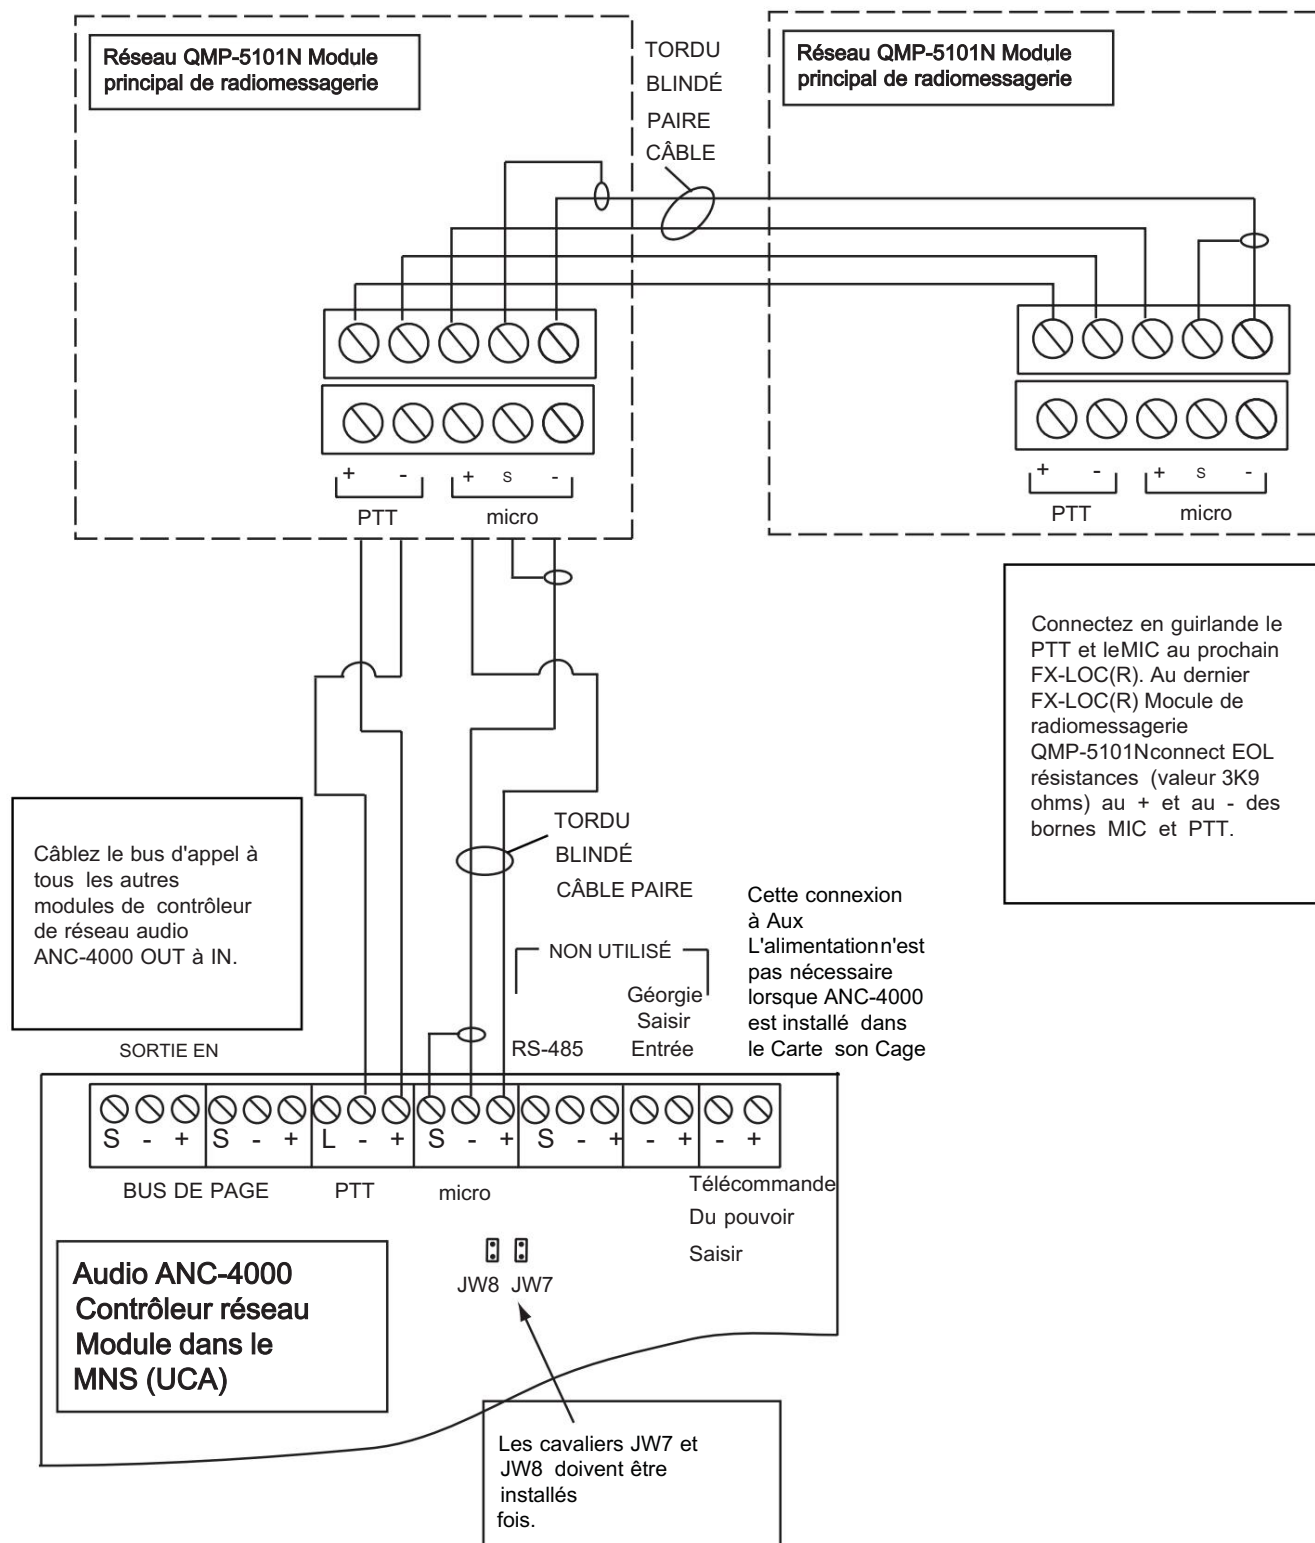 Réseau QMP-5101N Module
principal de radiomessagerie
TORDU
BLINDÉ
PAIRE
CÂBLE
Réseau QMP-5101N Module
principal de radiomessagerie
+ - + s -
PTT micro
+ - + s -
PTT micro
Connectez en guirlande le
PTT et leMIC au prochain
FX-LOC(R). Au dernier
FX-LOC(R) Mocule de
radiomessagerie
QMP-5101Nconnect EOL
résistances (valeur 3K9
ohms) au + et au - des
bornes MIC et PTT.
Câblez le bus d'appel à
tous les autres
modules de contrôleur
de réseau audio
ANC-4000 OUT à IN.
TORDU
BLINDÉ
CÂBLE PAIRE
Cette connexion
à Aux
L'alimentationn'est
pas nécessaire
lorsque ANC-4000
est installé dans
le Carte son Cage
NON UTILISÉ
Géorgie
Saisir
Entrée
RS-485
SORTIE EN
S - + S - + L - + S - + S - + - + - +
BUS DE PAGE PTT micro
Télécommande
Du pouvoir
Saisir
JW8 JW7
Audio ANC-4000
Contrôleur réseau
Module dans le
MNS (UCA)
Les cavaliers JW7 et
JW8 doivent être
installés
fois.